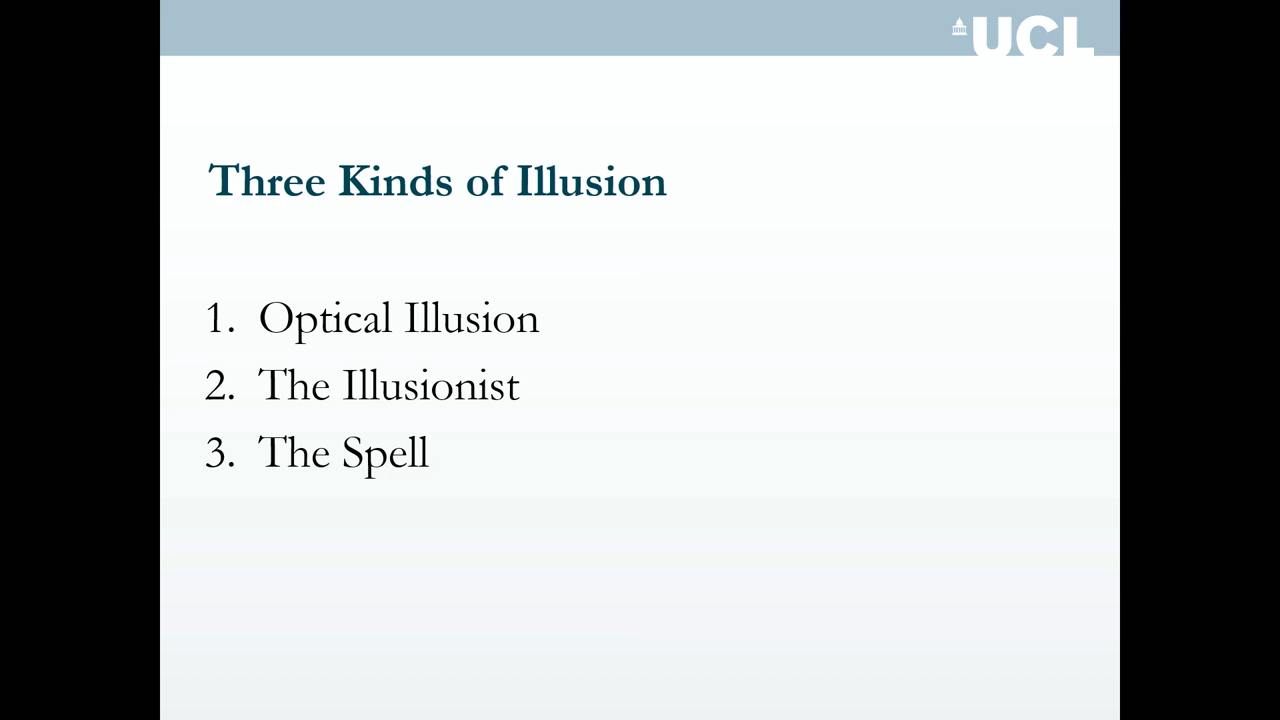 UCL
Three Kinds of Illusion
1. Optical Illusion
2. The Illusionist
3. The Spell